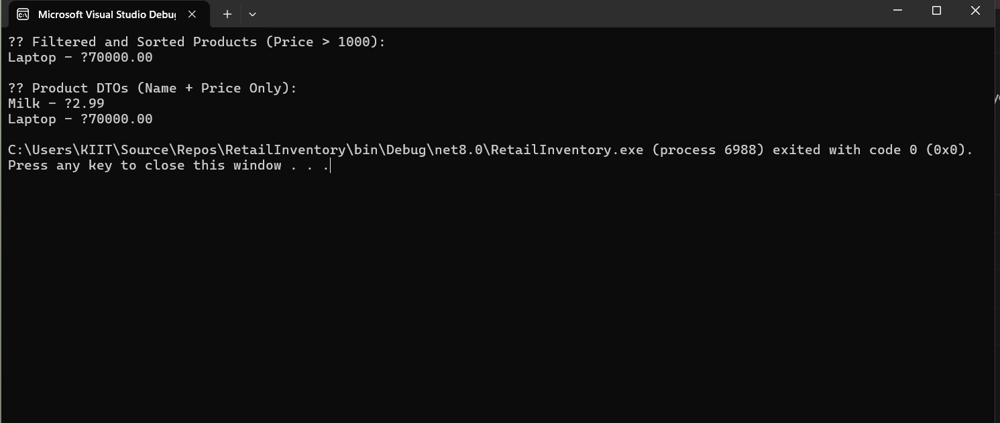 Microsoft Visual Studio Debug
?? Filtered and Sorted Products (Price > 1000):
Laptop - ?70000.00
?? Product DTOs (Name + Price Only):
Milk - ?2.99
Laptop - ?70000.00
C:\Users\KIIT\Source\Repos\RetailInventory\bin\Debug\net8.0\RetailInventory.exe (process 6988) exited with code 0 (0x0).
Press any key to close this window . . .